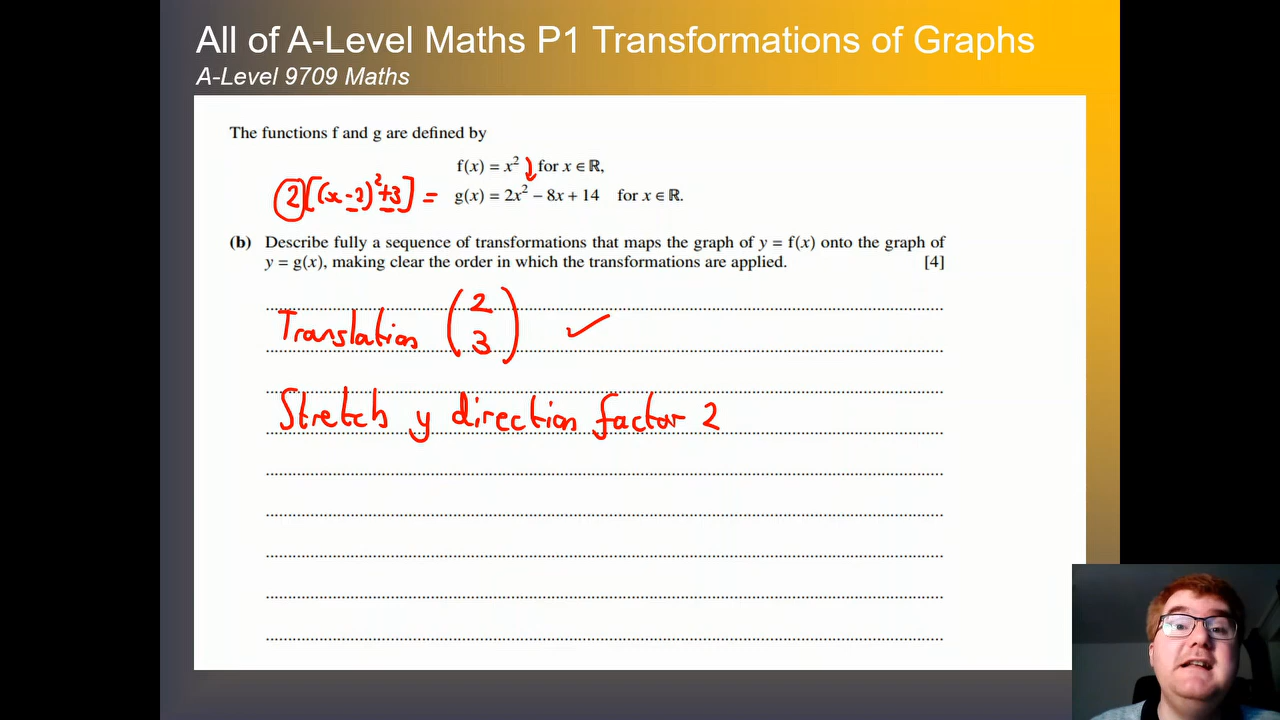 All of A-Level Maths P1 Transformations of Graphs
A-Level 9709 Maths
The functions f and g are defined by
f(x) = x² for x ∈ ℝ,
2[(x-2)²+3] = g(x) = 2x² − 8x + 14 for x ∈ ℝ.
(b) Describe fully a sequence of transformations that maps the graph of y = f(x) onto the graph of
y = g(x), making clear the order in which the transformations are applied. [4]
Translation (2
3)
Stretch y direction factor 2